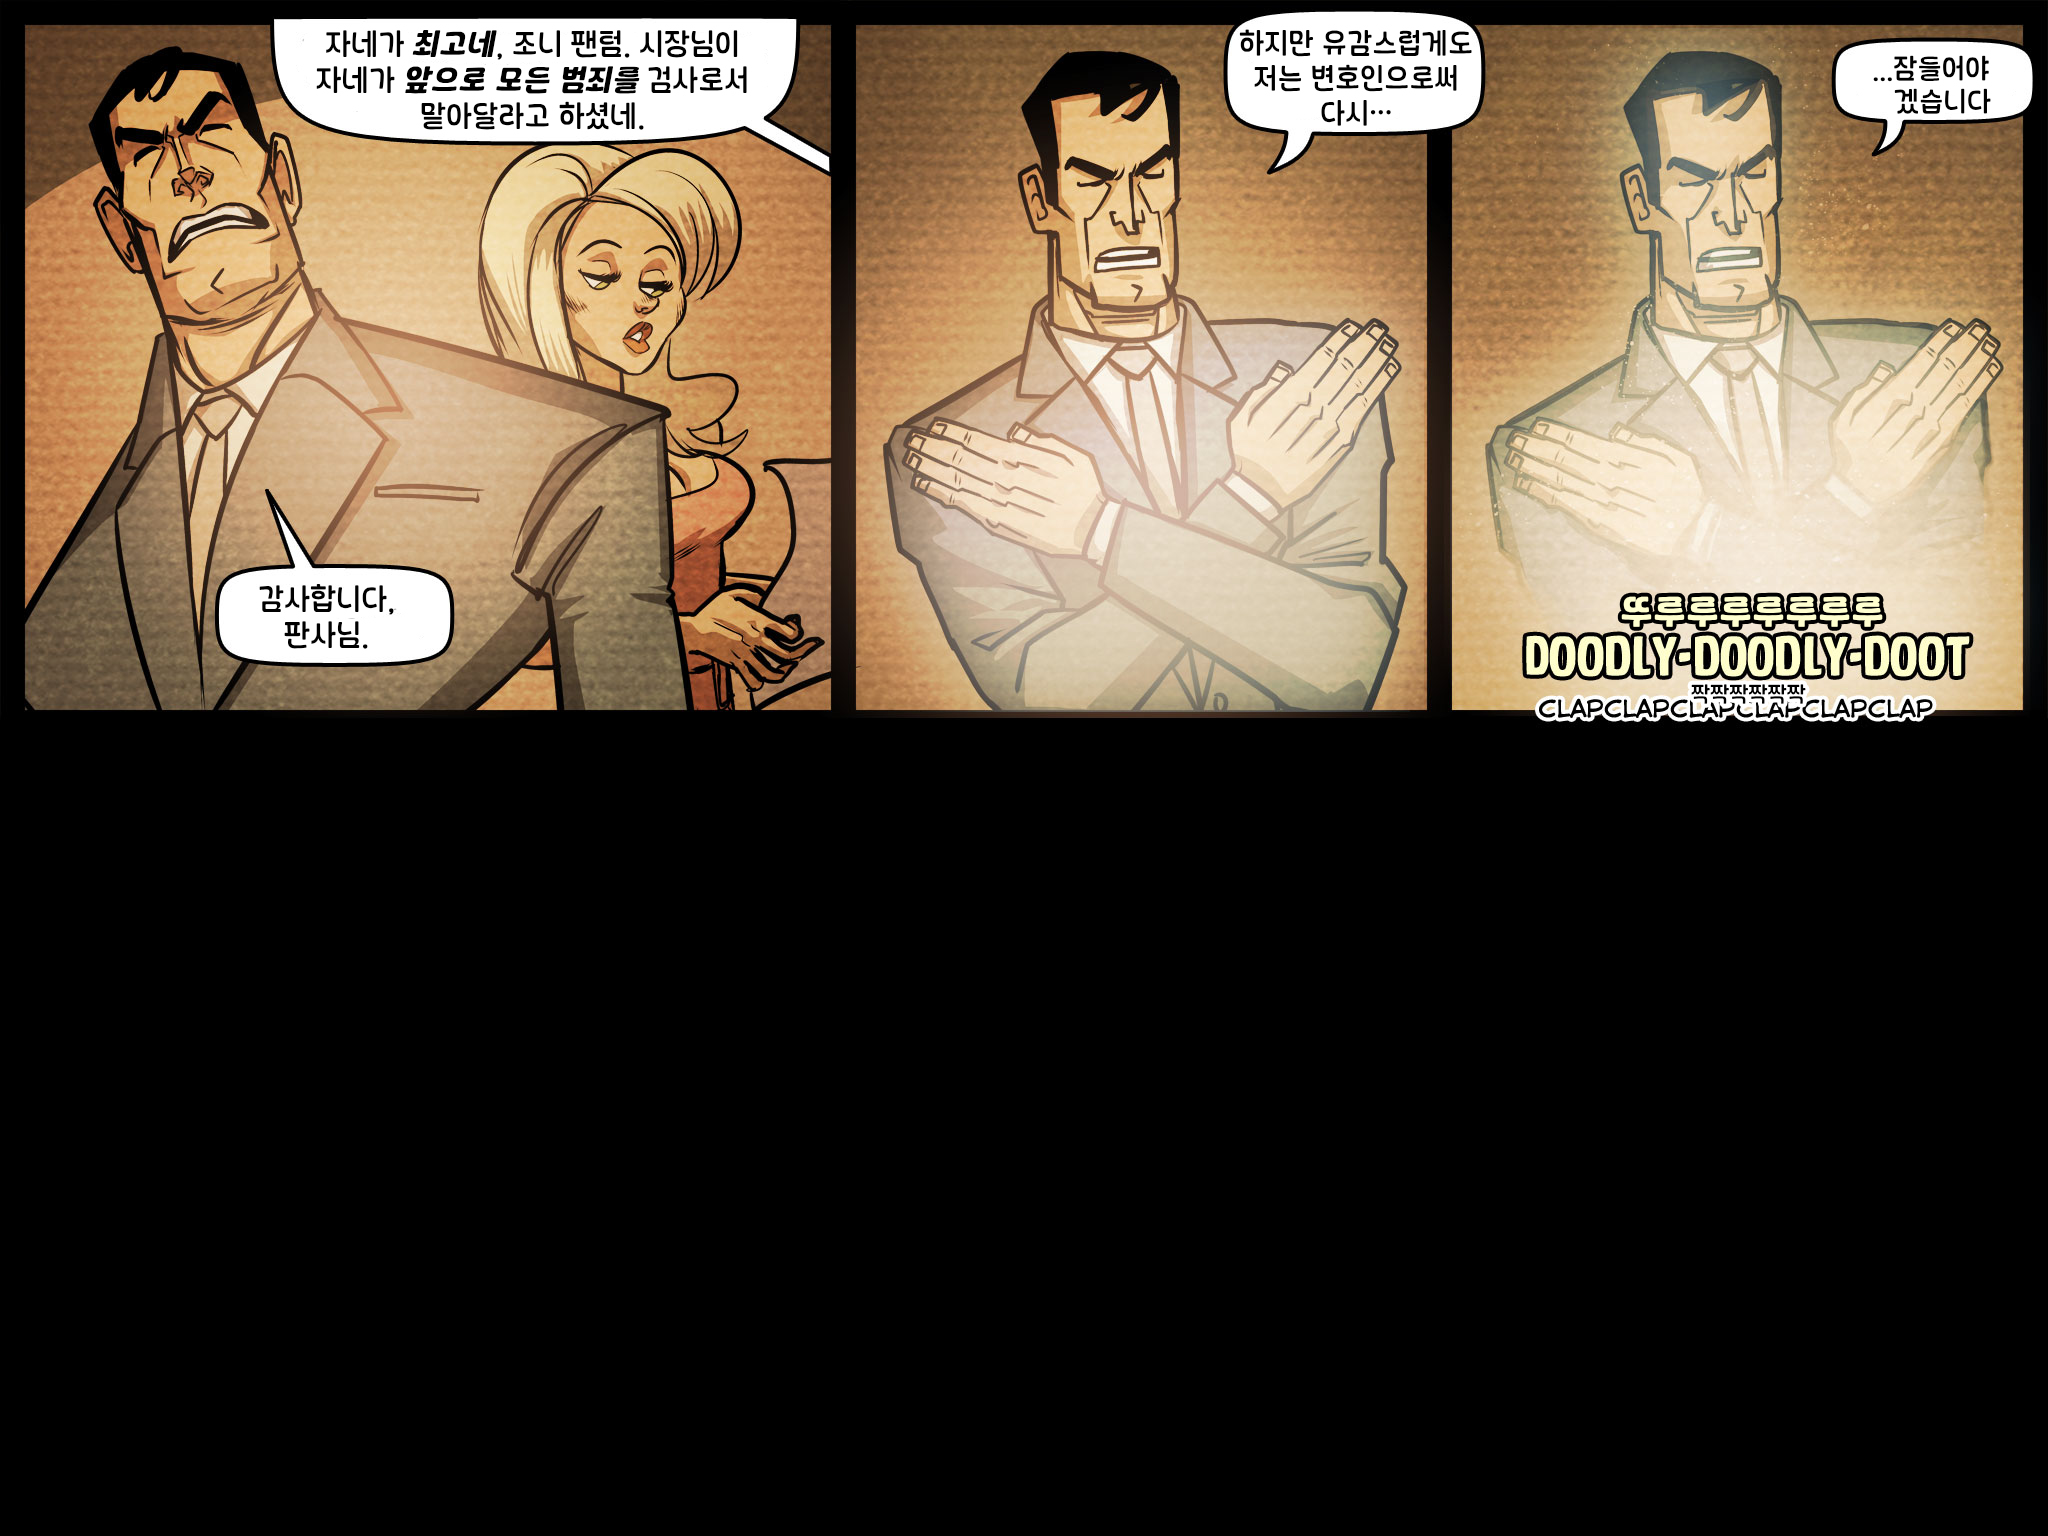 자네가 최고네, 조니 팬텀. 시장님이
자네가 앞으로 모든 범죄를 검사로서
말아달라고 하셨네.
감사합니다,
판사님.
하지만 유감스럽게도
저는 변호인으로써
다시...
...잠들어야
겠습니다
뚜루루루루루루루
DOODLY-DOODLY-DOOT
짝짝짝짝짝짝
CLAPCLAPCLAPCLAPCLAPCLAP